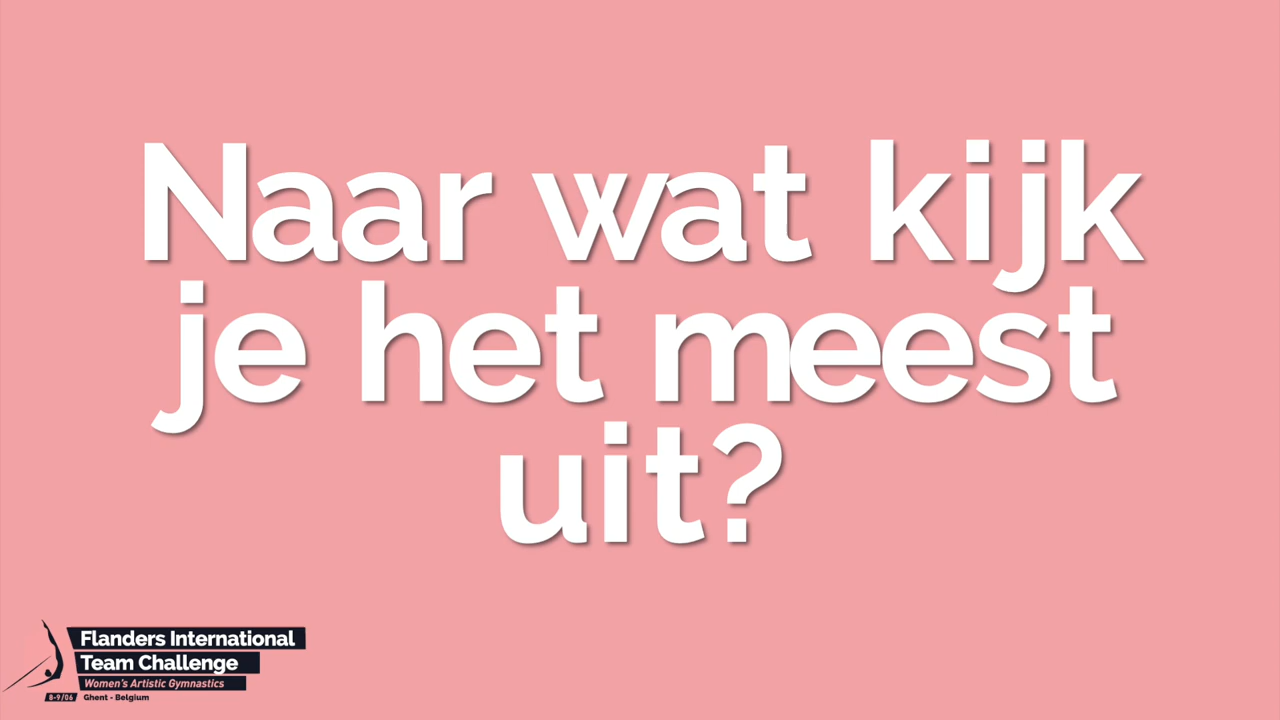 Naar wat kijk
je het meest
uit?
Flanders International
Team Challenge
Women's Artistic Gymnastics
8-9/06 Ghent - Belgium